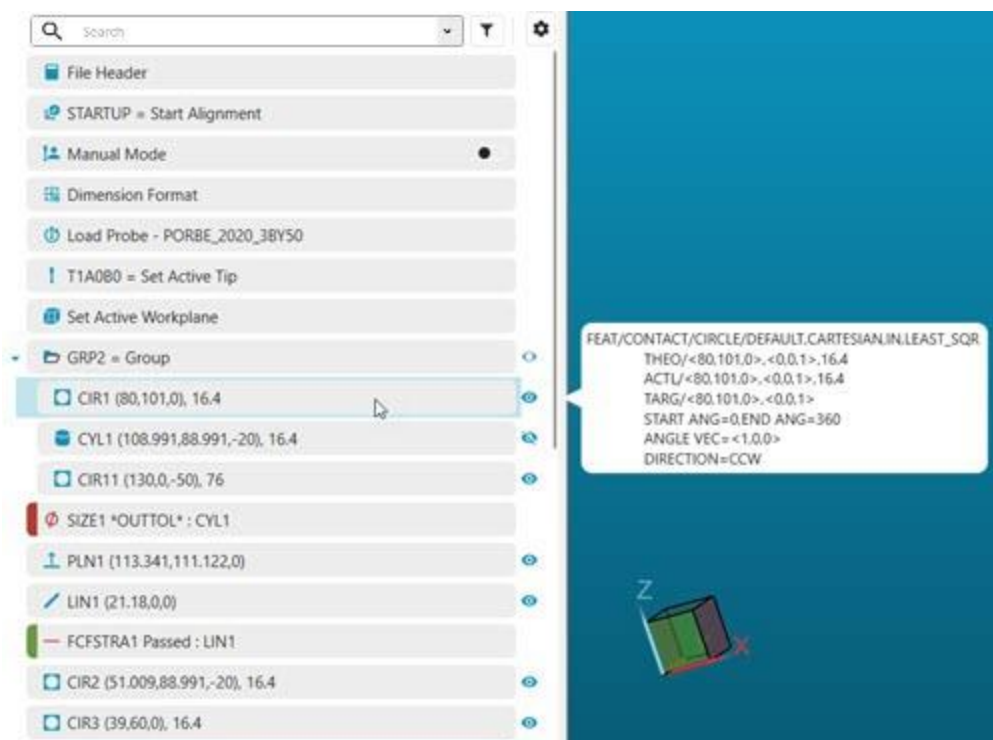 Search
File Header
STARTUP = Start Alignment
Manual Mode
Dimension Format
Load Probe - PORBE_2020_3BY50
T1A0B0 = Set Active Tip
Set Active Workplane
GRP2 = Group
CIR1 (80,101,0), 16.4
CYL1 (108.991,88.991,-20), 16.4
CIR11 (130,0,-50), 76
SIZE1 *OUTTOL* : CYL1
PLN1 (113.341,111.122,0)
LIN1 (21.18,0,0)
FCFSTRA1 Passed : LIN1
CIR2 (51.009,88.991,-20), 16.4
CIR3 (39,60,0), 16.4
FEAT/CONTACT/CIRCLE/DEFAULT,CARTESIAN,IN,LEAST_SQR
THEO/<80,101,0>,<0,0,1>,16.4
ACTL/<80,101,0>,<0,0,1>,16.4
TARG/<80,101,0>,<0,0,1>
START ANG=0,END ANG=360
ANGLE VEC=<1,0,0>
DIRECTION=CCW
Z
X